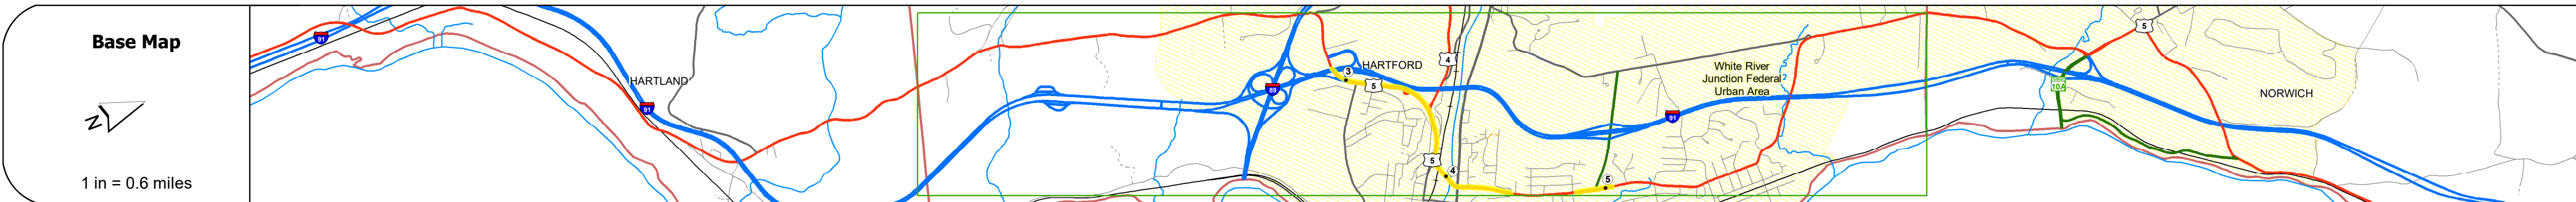 Base Map
N
1 in = 0.6 miles
91
HARTLAND
91
89
3
HARTFORD
5
4
5
4
5
White River
Junction Federal
Urban Area
91
10A
5
NORWICH